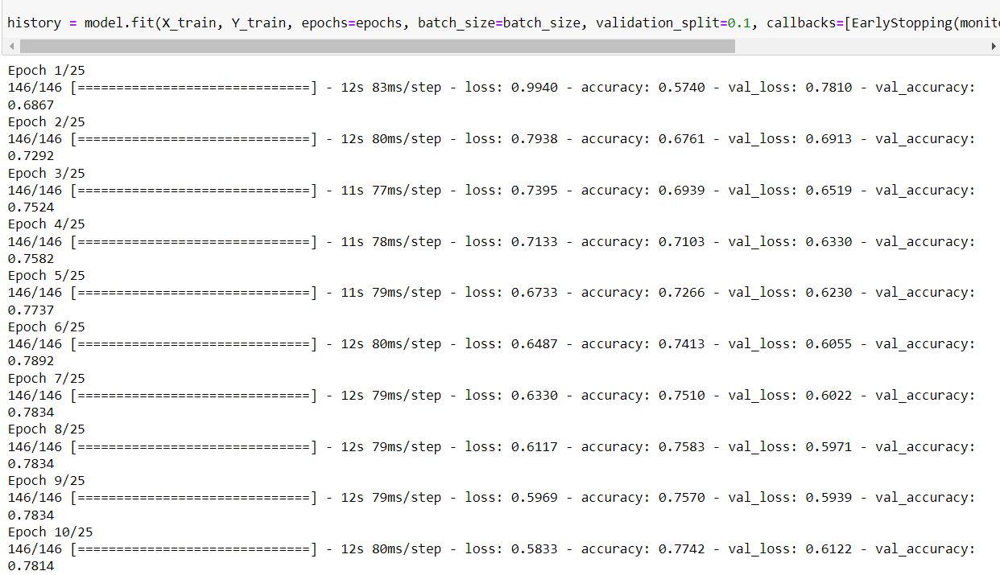 history = model.fit(X_train, Y_train, epochs=epochs, batch_size=batch_size, validation_split=0.1, callbacks=[EarlyStopping(monit
Epoch 1/25
146/146 [==============================] - 12s 83ms/step - loss: 0.9940 - accuracy: 0.5740 - val_loss: 0.7810 - val_accuracy:
0.6867
Epoch 2/25
146/146 [==============================] - 12s 80ms/step - loss: 0.7938 - accuracy: 0.6761 - val_loss: 0.6913 - val_accuracy:
0.7292
Epoch 3/25
146/146 [==============================] - 11s 77ms/step - loss: 0.7395 - accuracy: 0.6939 - val_loss: 0.6519 - val_accuracy:
0.7524
Epoch 4/25
146/146 [==============================] - 11s 78ms/step - loss: 0.7133 - accuracy: 0.7103 - val_loss: 0.6330 - val_accuracy:
0.7582
Epoch 5/25
146/146 [==============================] - 11s 79ms/step - loss: 0.6733 - accuracy: 0.7266 - val_loss: 0.6230 - val_accuracy:
0.7737
Epoch 6/25
146/146 [==============================] - 12s 80ms/step - loss: 0.6487 - accuracy: 0.7413 - val_loss: 0.6055 - val_accuracy:
0.7892
Epoch 7/25
146/146 [==============================] - 12s 79ms/step - loss: 0.6330 - accuracy: 0.7510 - val_loss: 0.6022 - val_accuracy:
0.7834
Epoch 8/25
146/146 [==============================] - 12s 79ms/step - loss: 0.6117 - accuracy: 0.7583 - val_loss: 0.5971 - val_accuracy:
0.7834
Epoch 9/25
146/146 [==============================] - 12s 79ms/step - loss: 0.5969 - accuracy: 0.7570 - val_loss: 0.5939 - val_accuracy:
0.7834
Epoch 10/25
146/146 [==============================] - 12s 80ms/step - loss: 0.5833 - accuracy: 0.7742 - val_loss: 0.6122 - val_accuracy:
0.7814